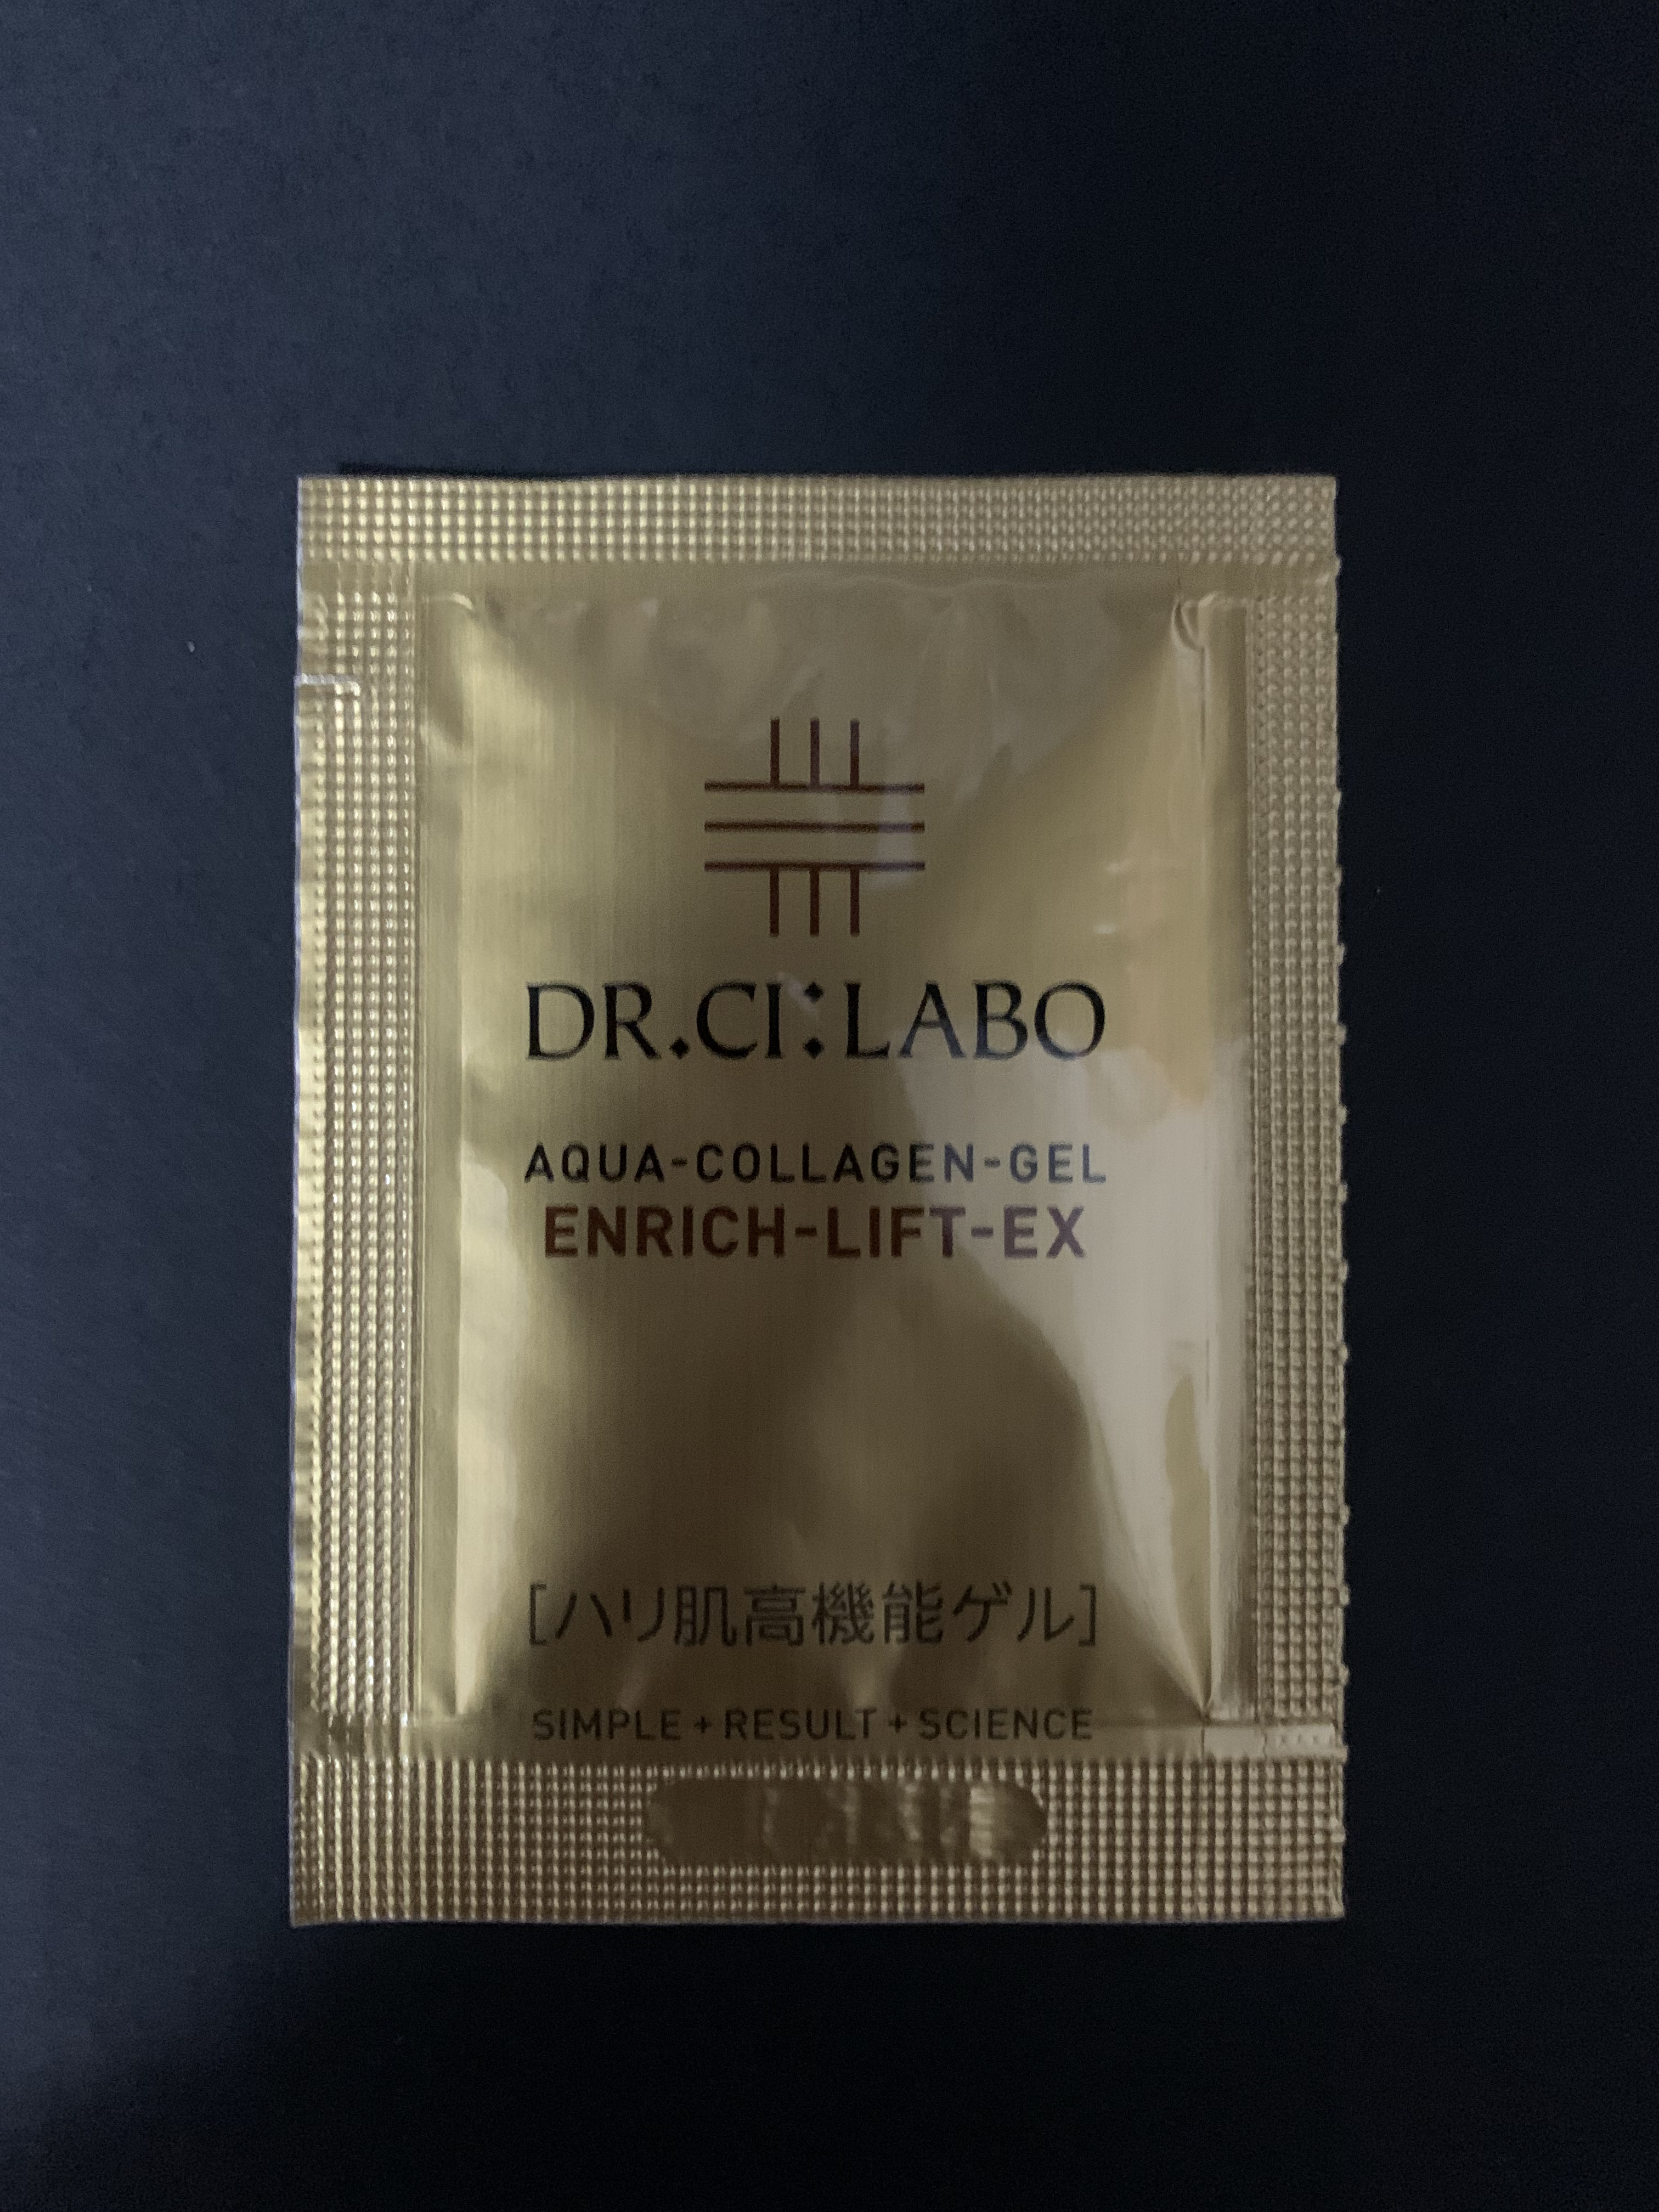 DR.CI:LABO
AQUA-COLLAGEN-GEL
ENRICH-LIFT-EX
[ハリ肌高機能ゲル]
SIMPLE+RESULT+SCIENCE